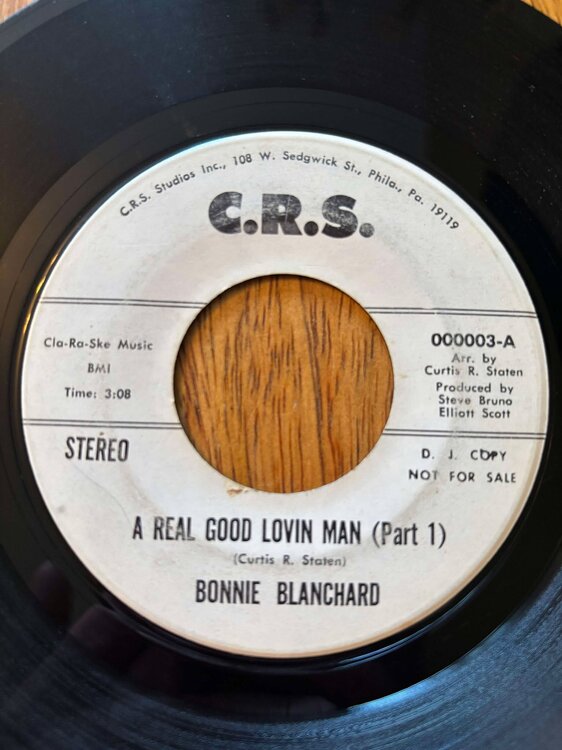 C.R.S. Studios Inc., 108 W. Sedgwick St., Phila., Pa. 19119
C.R.S.
Cla-Ra-Ske Music
BMI
Time: 3:08
STEREO
000003-A
Arr. by
Curtis R. Staten
Produced by
Steve Bruna
Elliott Scott
D. J. COPY
NOT FOR SALE
A REAL GOOD LOVIN MAN (Part 1)
(Curtis R. Staten)
BONNIE BLANCHARD